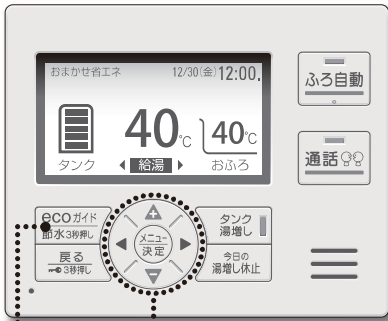 おまかせ省エネ 12/30(金)12:00
40℃ 40℃
タンク 給湯 おふろ
ふろ自動
通話
ecoガイド
節水3秒押し
戻る
3秒押し
メニュー
決定
タンク
湯増し
今日の
湯増し休止